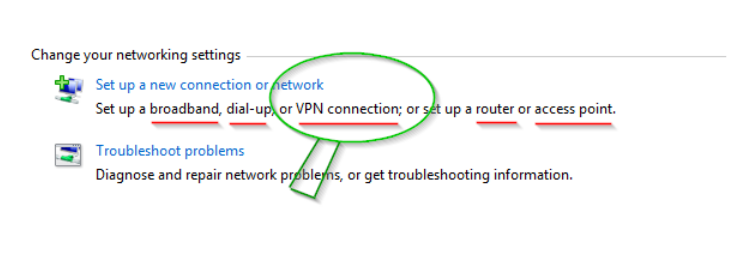 Change your networking settings
Set up a new connection or network
Set up a broadband, dial-up, or VPN connection; or set up a router or access point.
Troubleshoot problems
Diagnose and repair network problems, or get troubleshooting information.